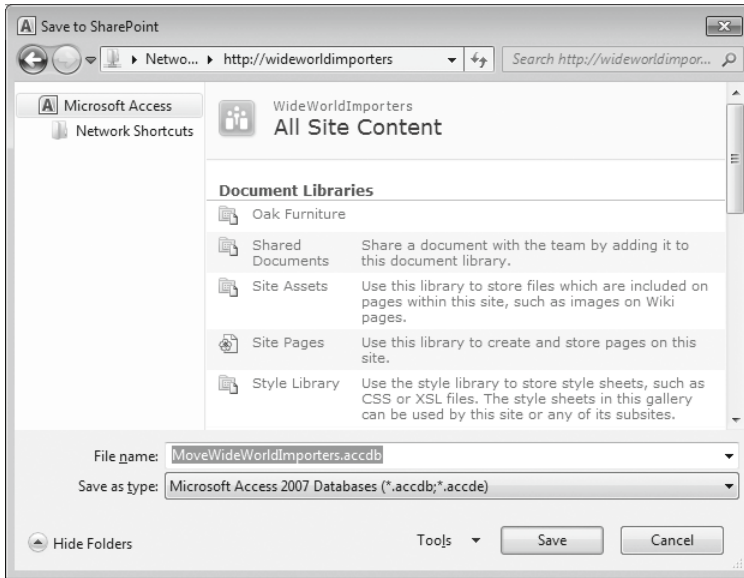 A Save to SharePoint
Netwo... http://wideworldimporters Search http://wideworldimpor...
A Microsoft Access
Network Shortcuts
WideWorldImporters
All Site Content
Document Libraries
Oak Furniture
Shared Documents
Share a document with the team by adding it to
this document library.
Site Assets
Use this library to store files which are included on
pages within this site, such as images on Wiki
pages.
Site Pages
Use this library to create and store pages on this
site.
Style Library
Use the style library to store style sheets, such as
CSS or XSL files. The style sheets in this gallery
can be used by this site or any of its subsites.
File name: MoveWideWorldImporters.accdb
Save as type: Microsoft Access 2007 Databases (*.accdb;*.accde)
Hide Folders Tools Save Cancel